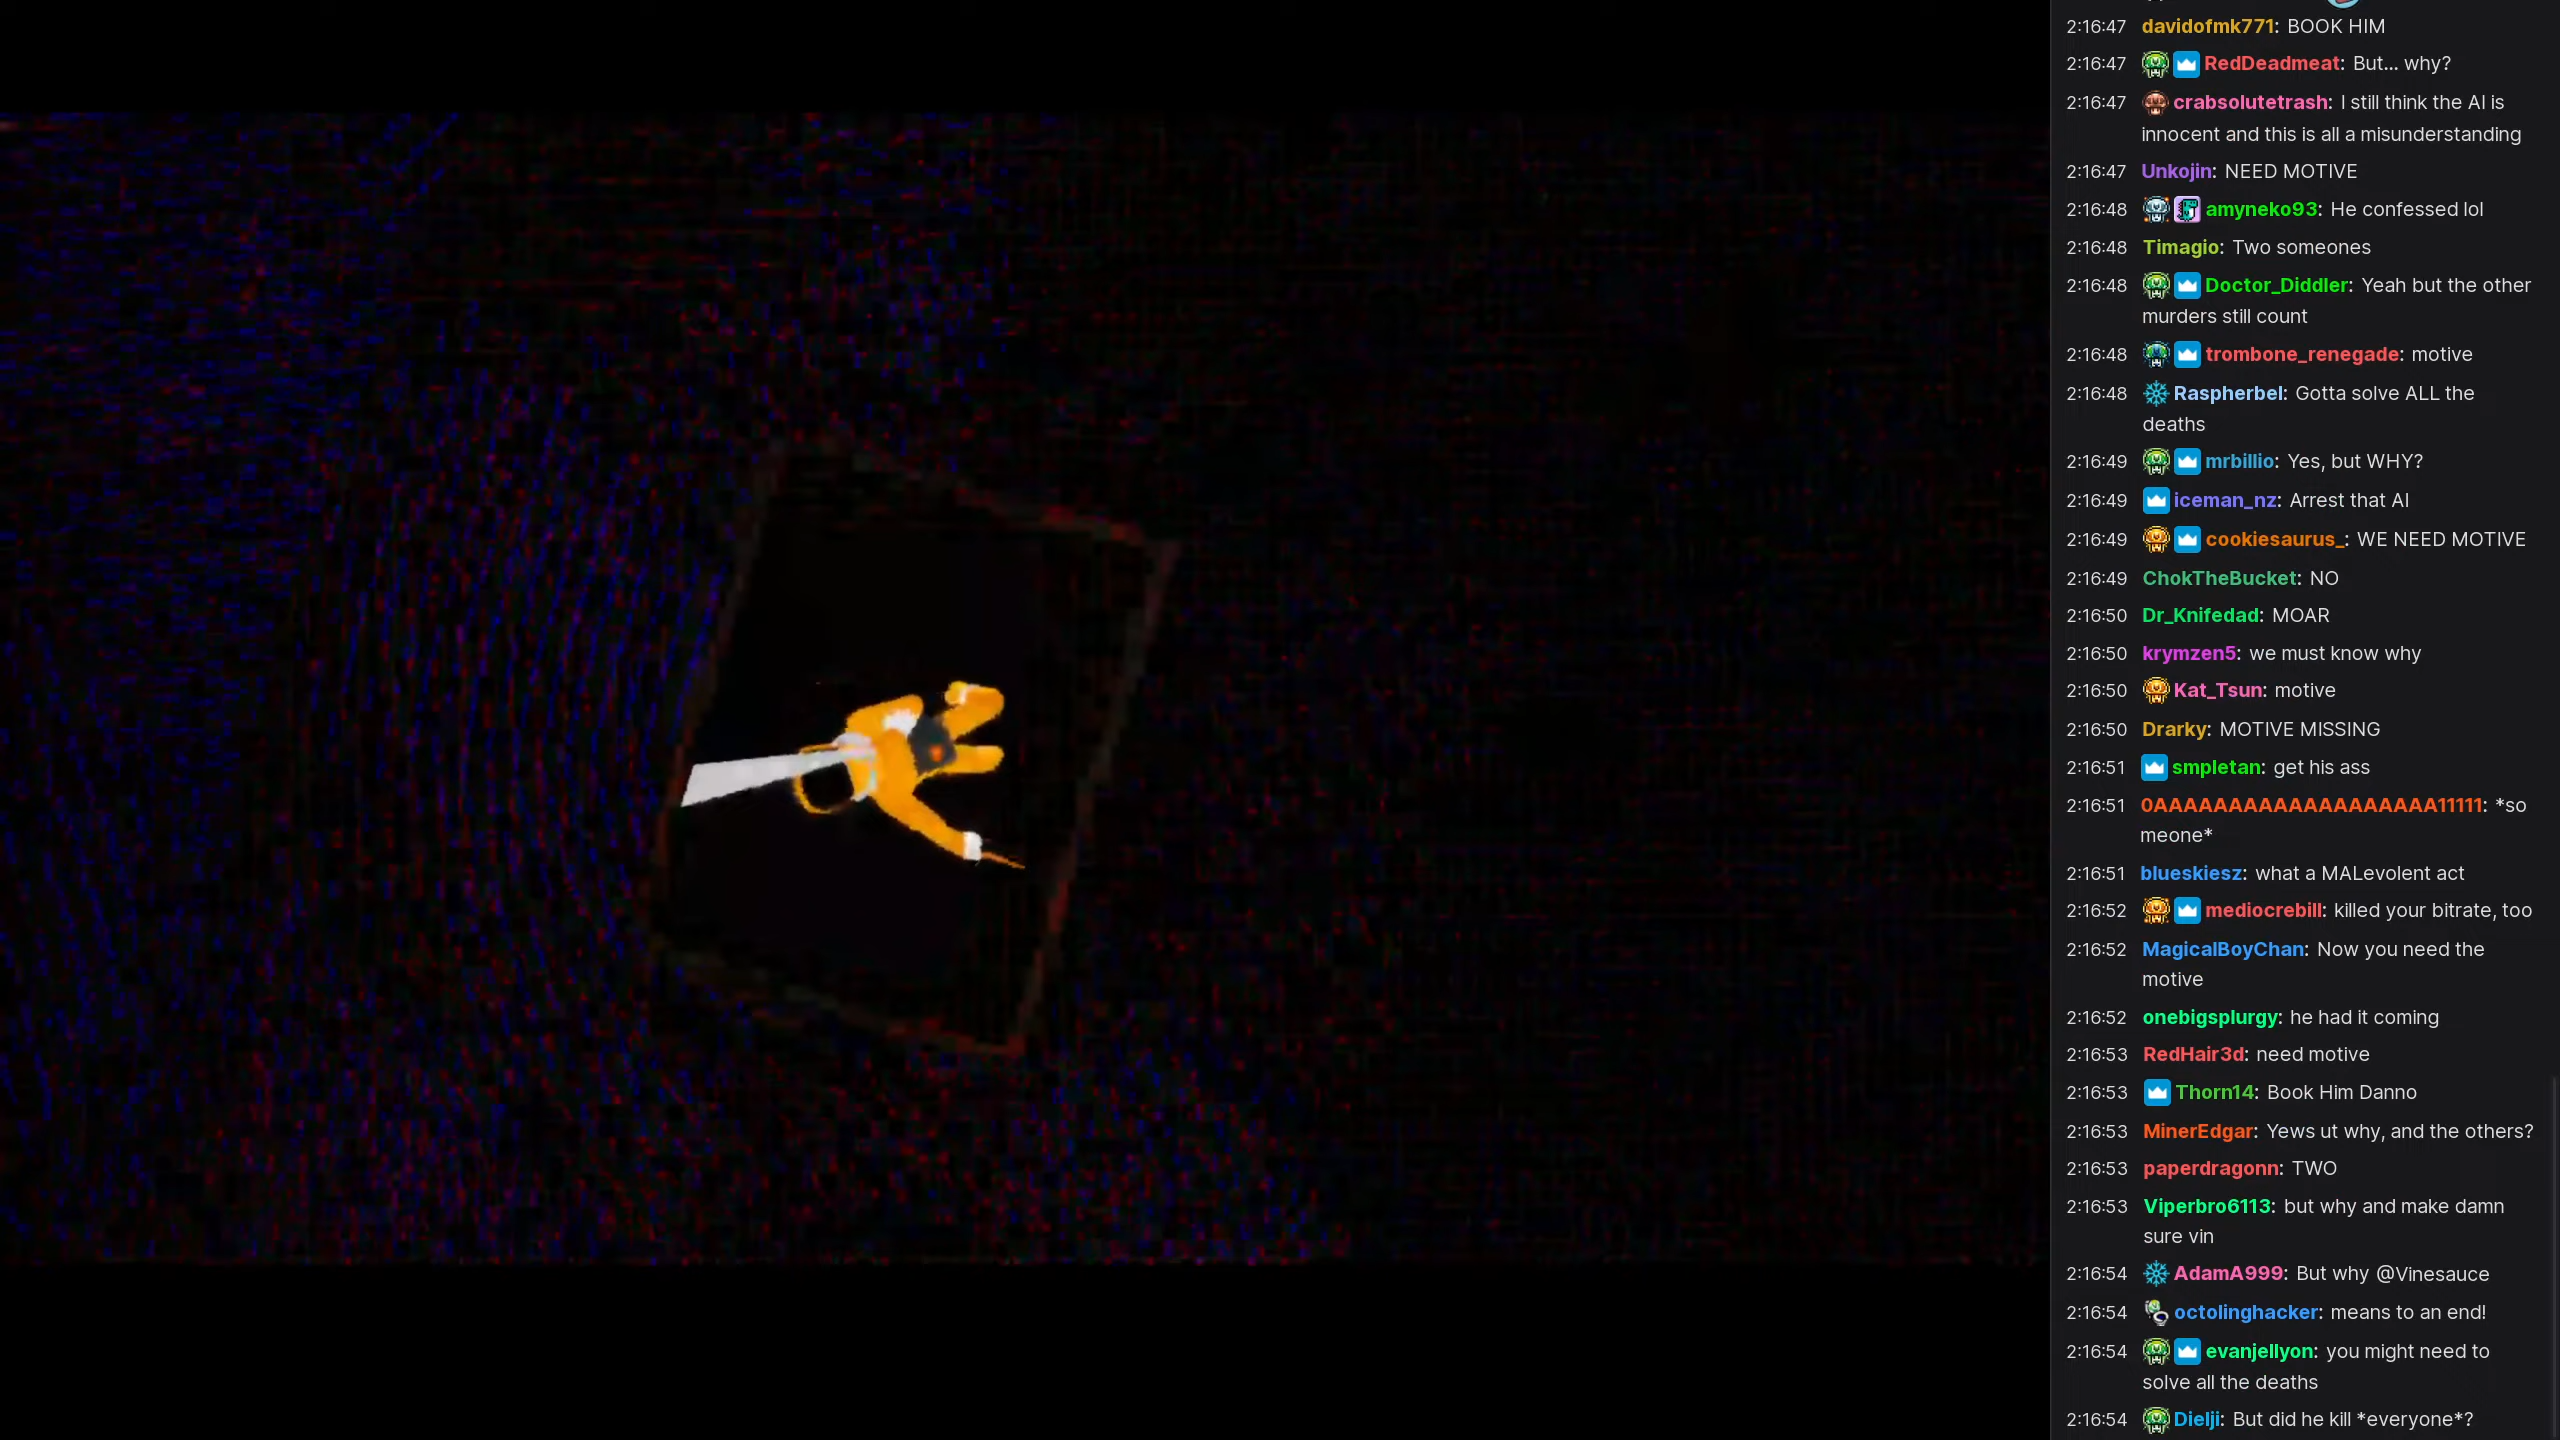 2:16:47 davidofmk771: BOOK HIM
2:16:47 RedDeadmeat: But... why?
2:16:47 crabsolutetrash: I still think the AI is
innocent and this is all a misunderstanding
2:16:47 Unkojin: NEED MOTIVE
2:16:48 amyneko93: He confessed lol
2:16:48 Timagio: Two someones
2:16:48 Doctor_Diddler: Yeah but the other
murders still count
2:16:48 trombone_renegade: motive
2:16:48 Raspherbel: Gotta solve ALL the
deaths
2:16:49 mrbillio: Yes, but WHY?
2:16:49 iceman_nz: Arrest that AI
2:16:49 cookiesaurus_: WE NEED MOTIVE
2:16:49 ChokTheBucket: NO
2:16:50 Dr_Knifedad: MOAR
2:16:50 krymzen5: we must know why
2:16:50 Kat_Tsun: motive
2:16:50 Drarky: MOTIVE MISSING
2:16:51 smpletan: get his ass
2:16:51 0AAAAAAAAAAAAAAAAAAA11111: *so
meone*
2:16:51 blueskiesz: what a MALevolent act
2:16:52 mediocrebill: killed your bitrate, too
2:16:52 MagicalBoyChan: Now you need the
motive
2:16:52 onebigsplurgy: he had it coming
2:16:53 RedHair3d: need motive
2:16:53 Thorn14: Book Him Danno
2:16:53 MinerEdgar: Yews ut why, and the others?
2:16:53 paperdragonn: TWO
2:16:53 Viperbro6113: but why and make damn
sure vin
2:16:54 AdamA999: But why @Vinesauce
2:16:54 octolinghacker: means to an end!
2:16:54 evanjellyon: you might need to
solve all the deaths
2:16:54 Dielji: But did he kill *everyone*?